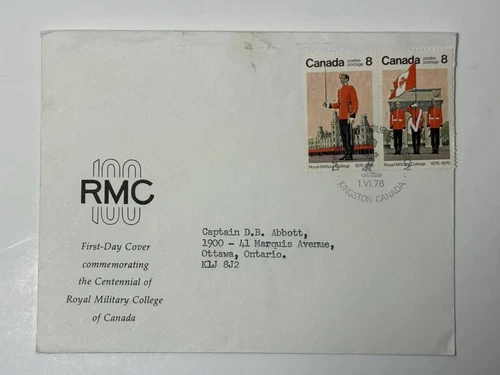 Canada postes postage 8
Royal Military College 1876-1976
Canada postes postage 8
Royal Military College 1876-1976
1.VI.76
KINGSTON CANADA
100
RMC
First-Day Cover
commemorating
the Centennial of
Royal Military College
of Canada
Captain D.B. Abbott,
1900 - 41 Marquis Avenue,
Ottawa, Ontario.
K1J 8J2